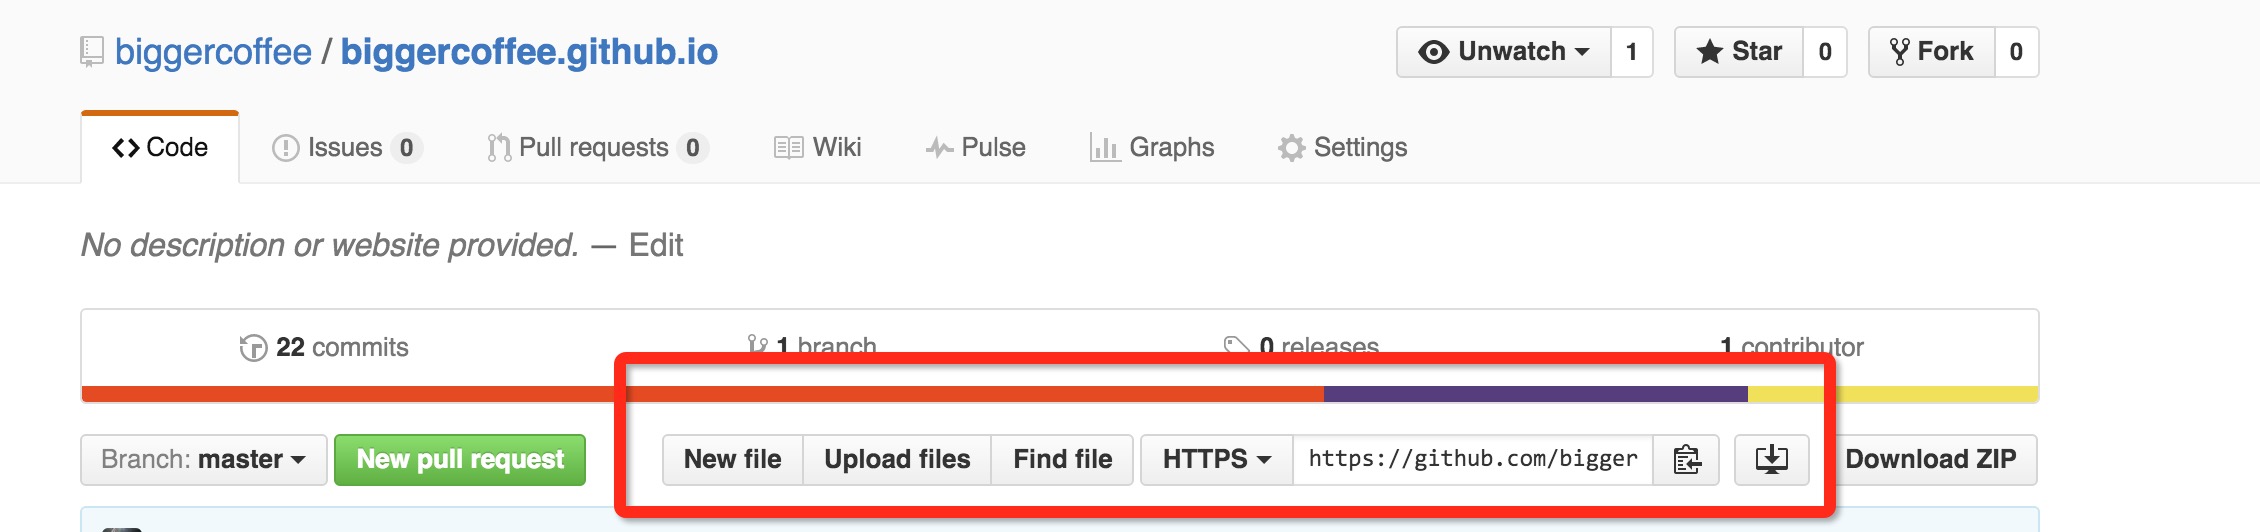 biggercoffee / biggercoffee.github.io
Unwatch 1 Star 0 Fork 0
Code Issues 0 Pull requests 0 Wiki Pulse Graphs Settings
No description or website provided. — Edit
22 commits 1 branch 0 releases 1 contributor
Branch: master New pull request New file Upload files Find file HTTPS https://github.com/bigger Download ZIP